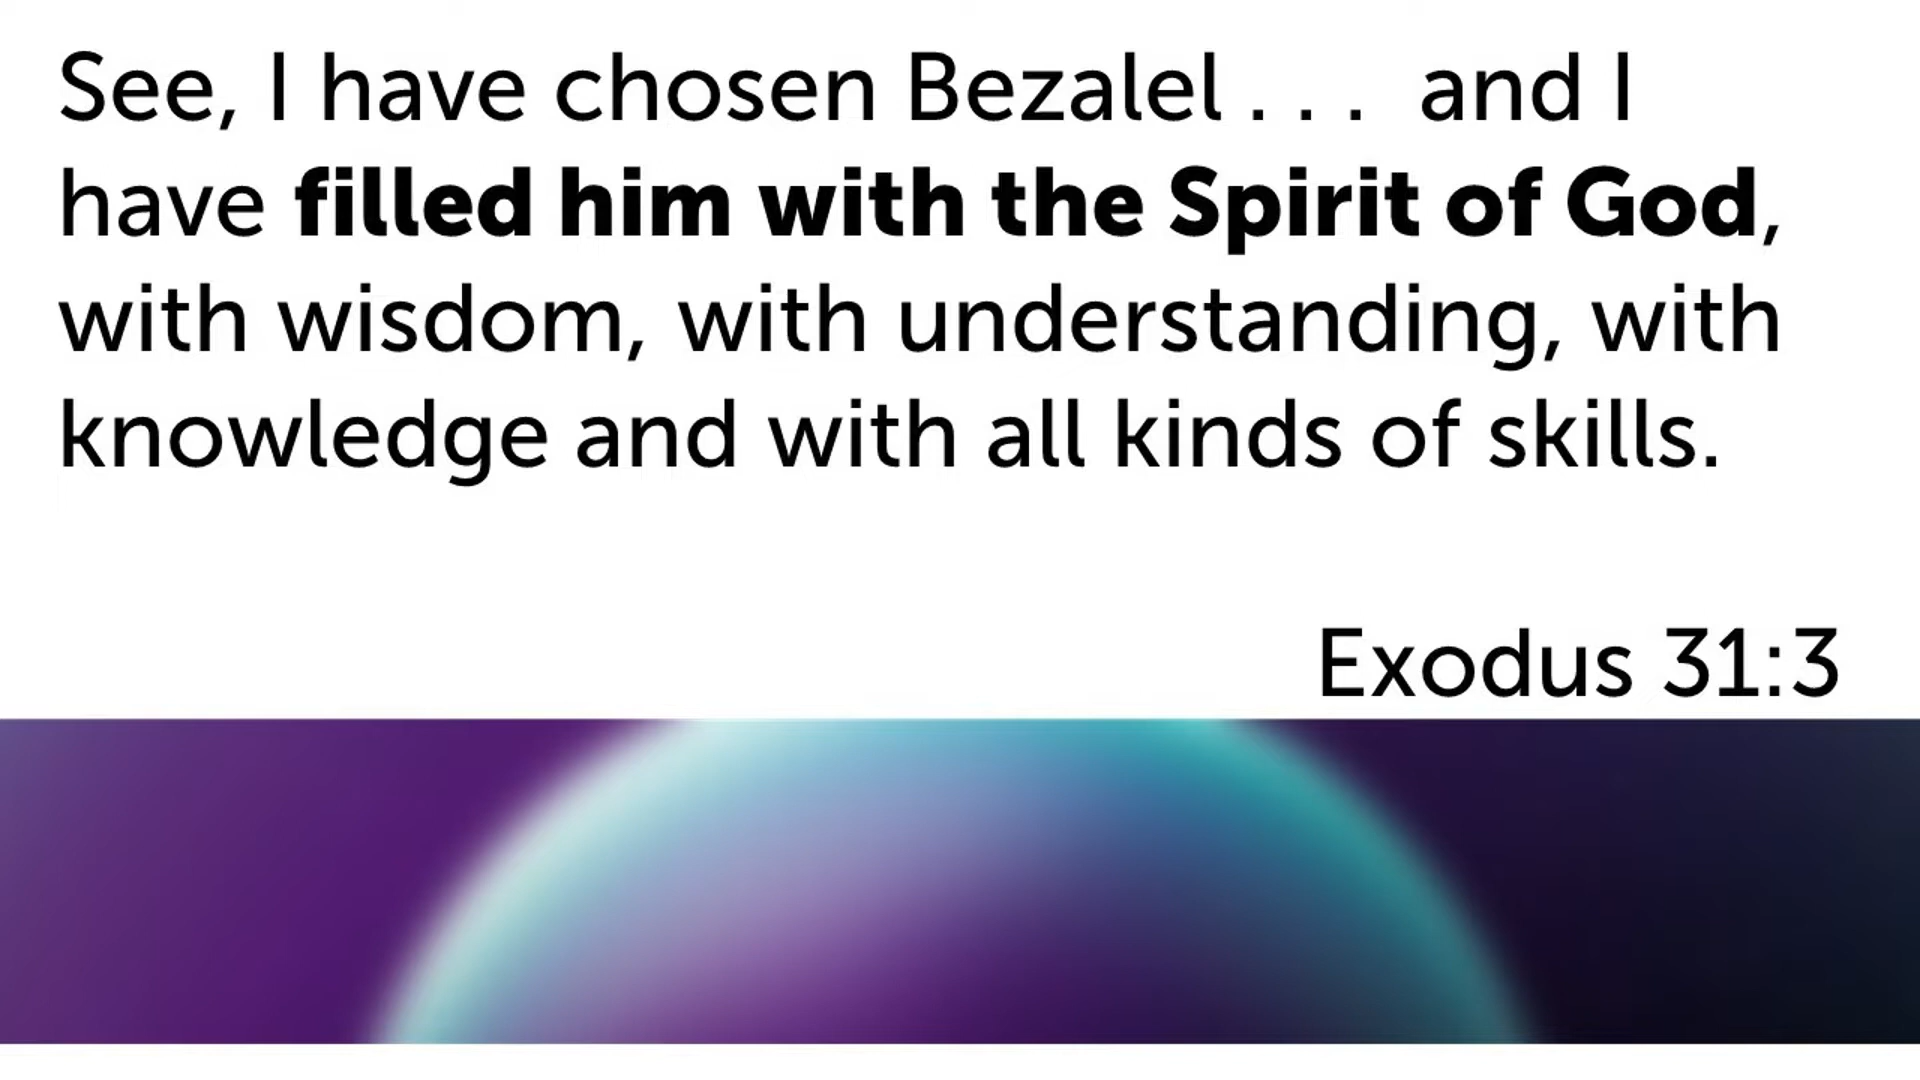 See, I have chosen Bezalel . . .  and I
have filled him with the Spirit of God,
with wisdom, with understanding, with
knowledge and with all kinds of skills.
Exodus 31:3